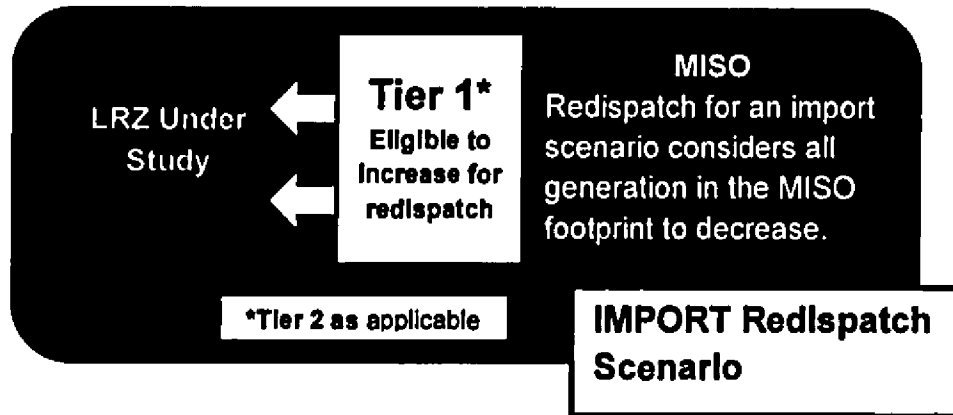 LRZ Under
Study
Tier 1*
Eligible to
Increase for
redispatch
MISO
Redispatch for an import
scenario considers all
generation in the MISO
footprint to decrease.
*Tier 2 as applicable
IMPORT Redispatch
Scenario